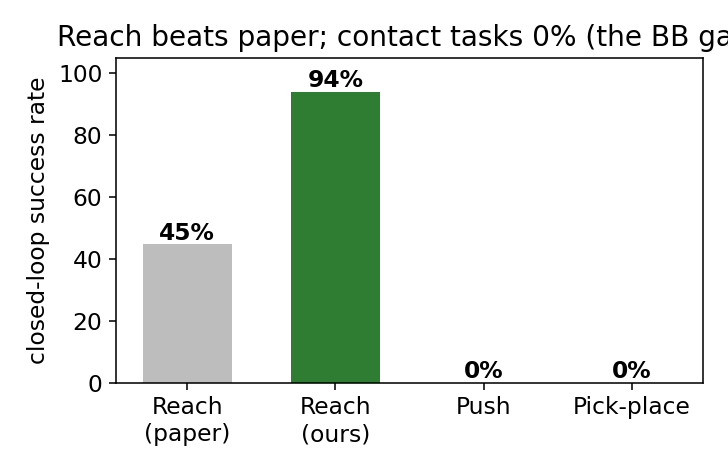 Reach beats paper; contact tasks 0% (the BB ga
closed-loop success rate
100
80
60
40
20
0
45%
94%
0%
0%
Reach
(paper)
Reach
(ours)
Push
Pick-place